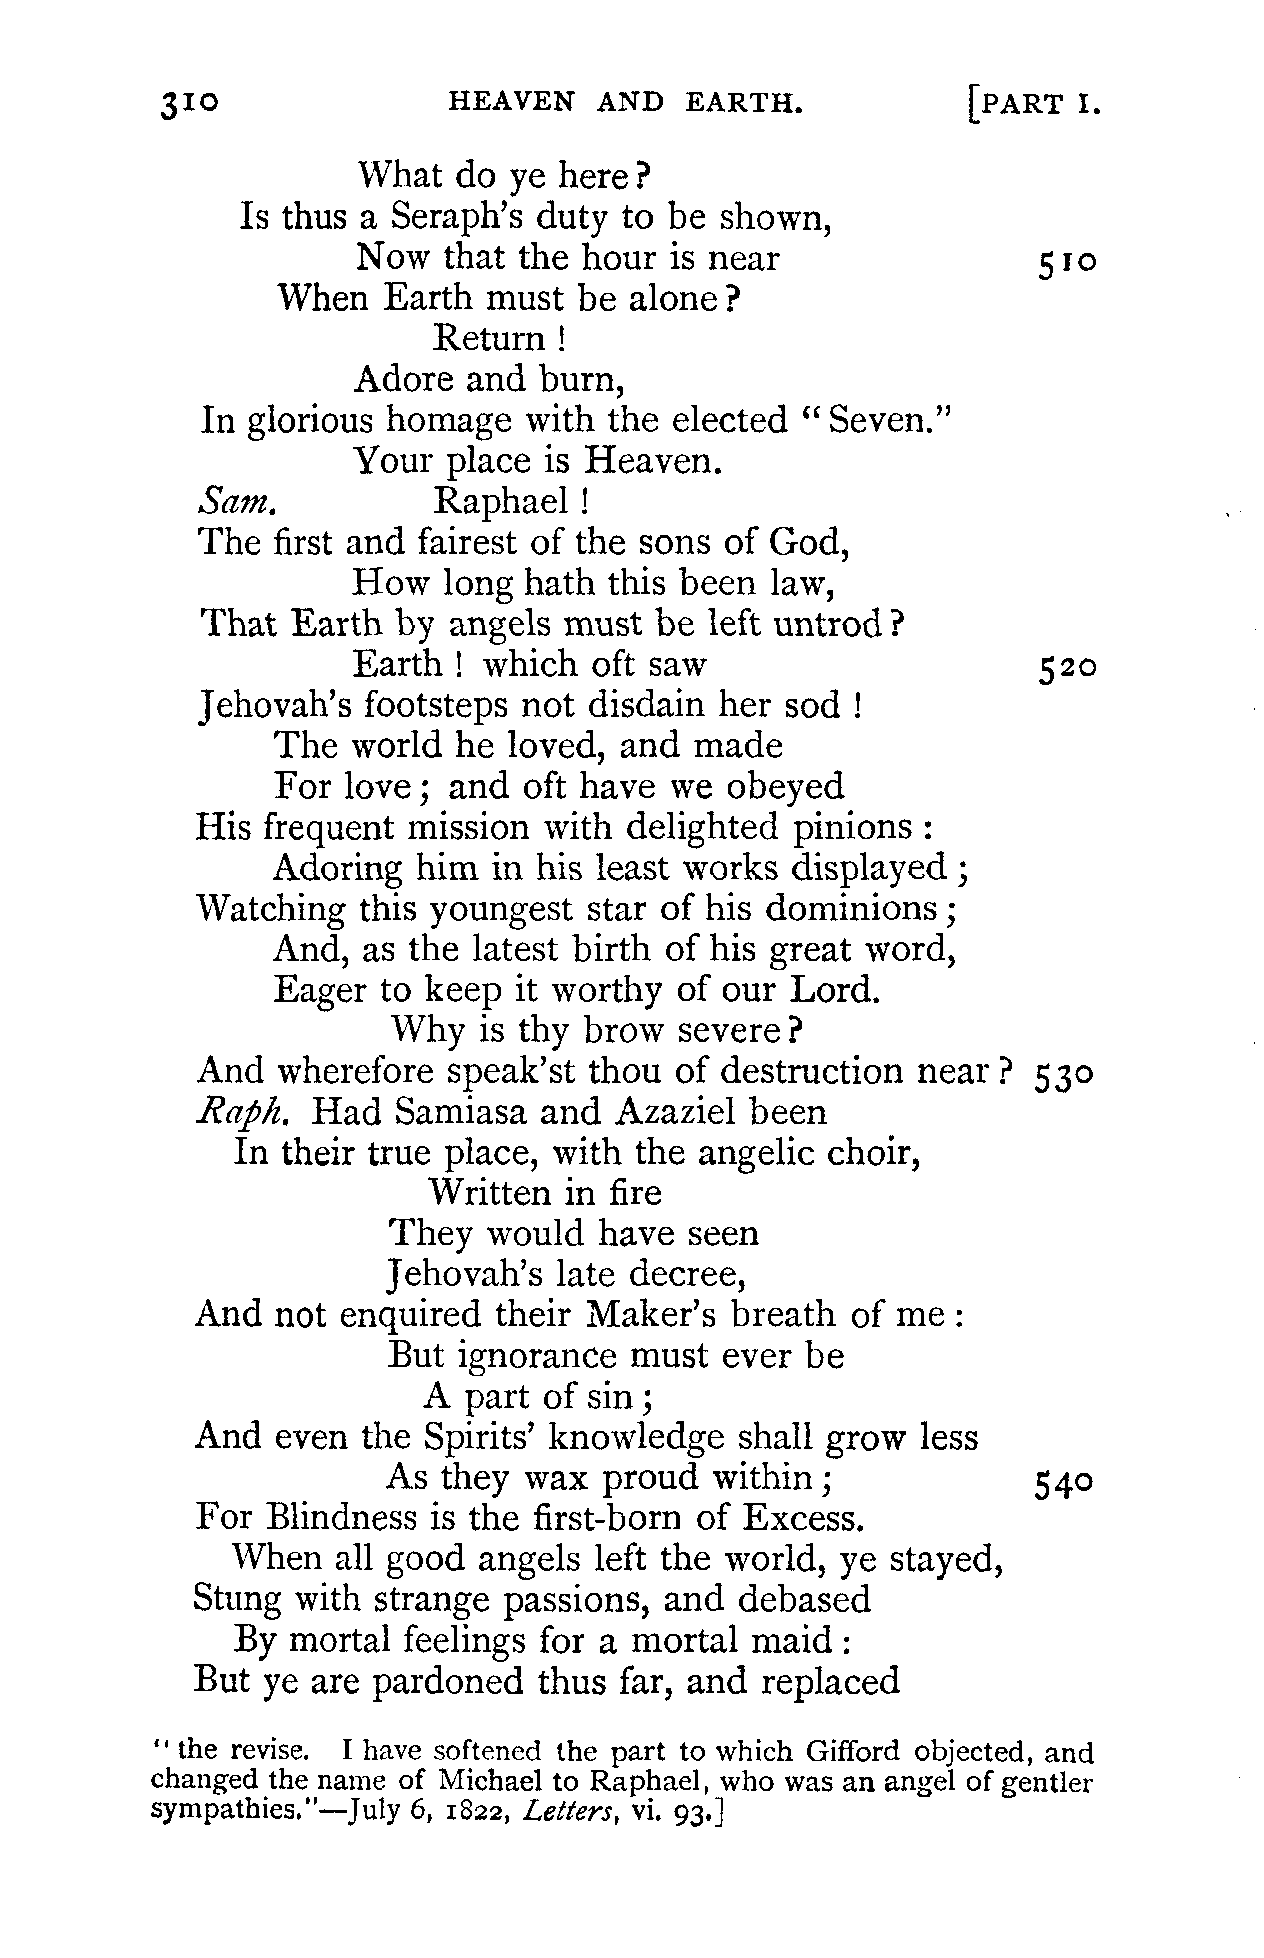 310 HEAVEN AND EARTH. [PART I.
What do ye here?
Is thus a Seraph's duty to be shown,
Now that the hour is near 510
When Earth must be alone?
Return!
Adore and burn,
In glorious homage with the elected "Seven."
Your place is Heaven.
Sam. Raphael!
The first and fairest of the sons of God,
How long hath this been law,
That Earth by angels must be left untrod?
Earth! which oft saw 520
Jehovah's footsteps not disdain her sod!
The world he loved, and made
For love; and oft have we obeyed
His frequent mission with delighted pinions:
Adoring him in his least works displayed;
Watching this youngest star of his dominions;
And, as the latest birth of his great word,
Eager to keep it worthy of our Lord.
Why is thy brow severe?
And wherefore speak'st thou of destruction near? 530
Raph. Had Samiasa and Azaziel been
In their true place, with the angelic choir,
Written in fire
They would have seen
Jehovah's late decree,
And not enquired their Maker's breath of me:
But ignorance must ever be
A part of sin;
And even the Spirits' knowledge shall grow less
As they wax proud within; 540
For Blindness is the first-born of Excess.
When all good angels left the world, ye stayed,
Stung with strange passions, and debased
By mortal feelings for a mortal maid:
But ye are pardoned thus far, and replaced
"the revise. I have softened the part to which Gifford objected, and
changed the name of Michael to Raphael, who was an angel of gentler
sympathies."—July 6, 1822, Letters, vi. 93.]